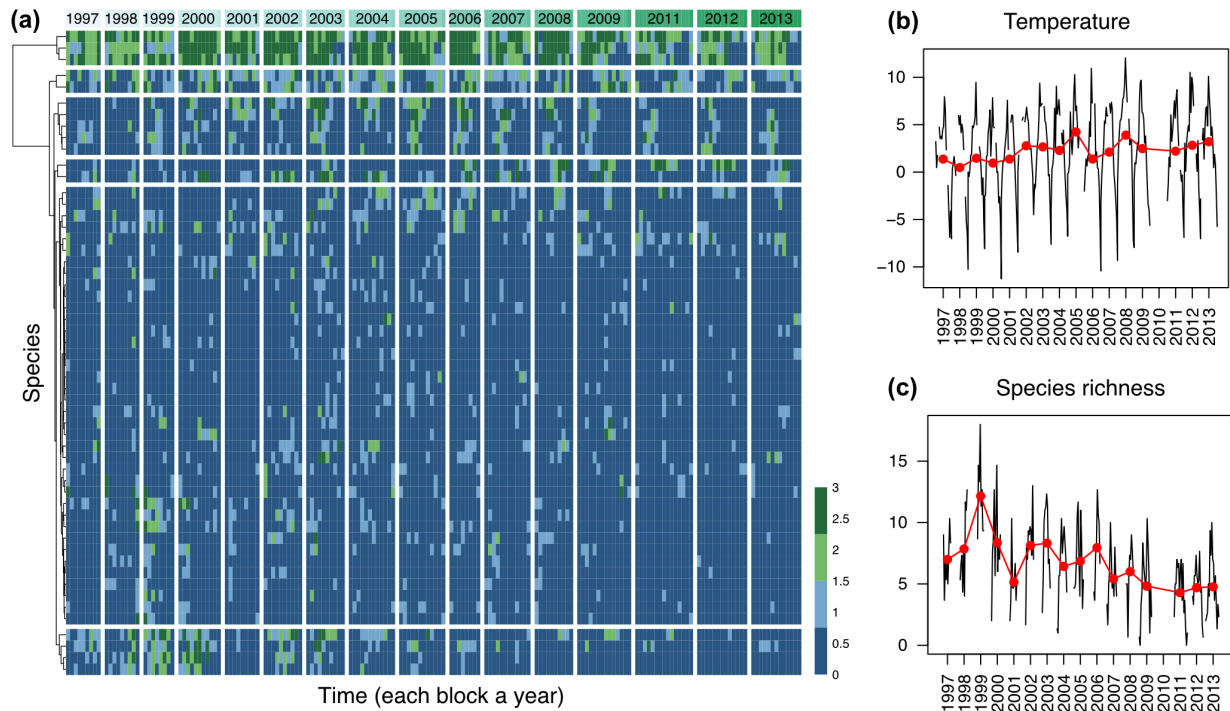 (a)
1997 1998 1999 2000 2001 2002 2003 2004 2005 2006 2007 2008 2009 2011 2012 2013
Species
Time (each block a year)
3
2.5
2
1.5
1
0.5
0
(b) Temperature
10
5
0
−5
−10
1997 1998 1999 2000 2001 2002 2003 2004 2005 2006 2007 2008 2009 2010 2011 2012 2013
(c) Species richness
15
10
5
0
1997 1998 1999 2000 2001 2002 2003 2004 2005 2006 2007 2008 2009 2010 2011 2012 2013